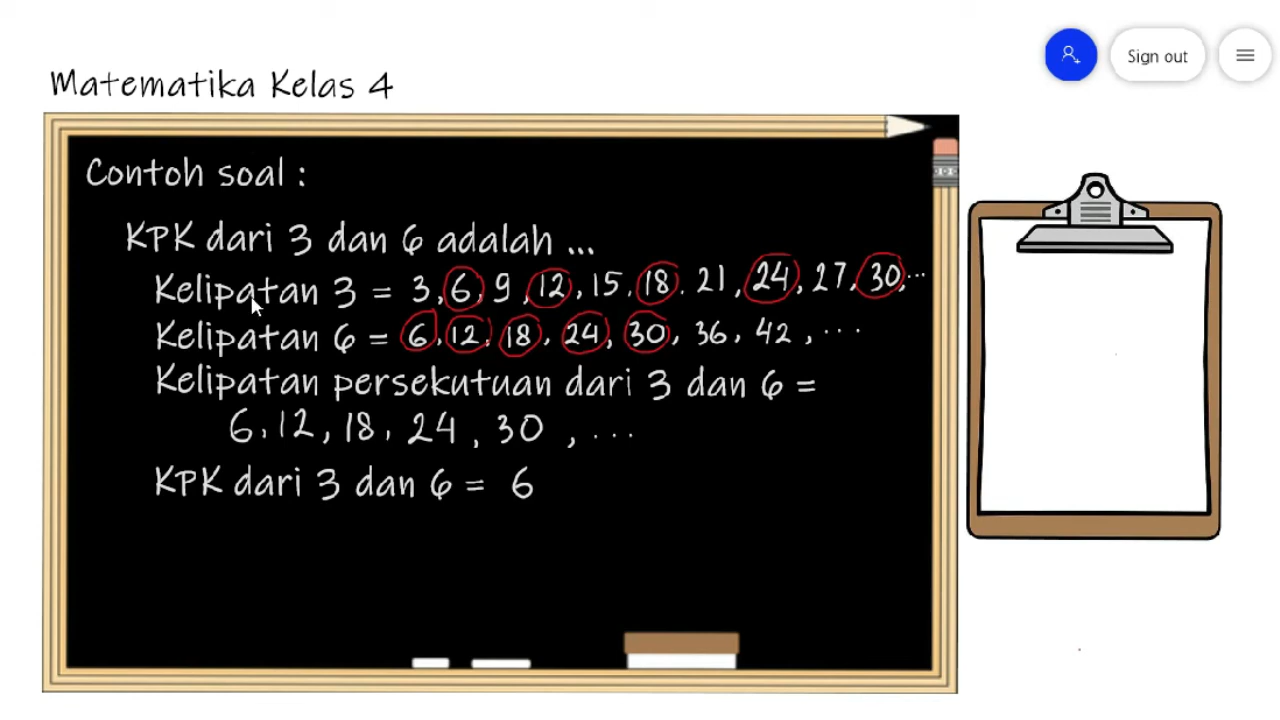 Sign out
Matematika Kelas 4
Contoh soal :
KPK dari 3 dan 6 adalah ...
Kelipatan 3 = 3, 6, 9, 12, 15, 18, 21, 24, 27, 30, ...
Kelipatan 6 = 6, 12, 18, 24, 30, 36, 42, ...
Kelipatan persekutuan dari 3 dan 6 =
6, 12, 18, 24, 30, ...
KPK dari 3 dan 6 = 6